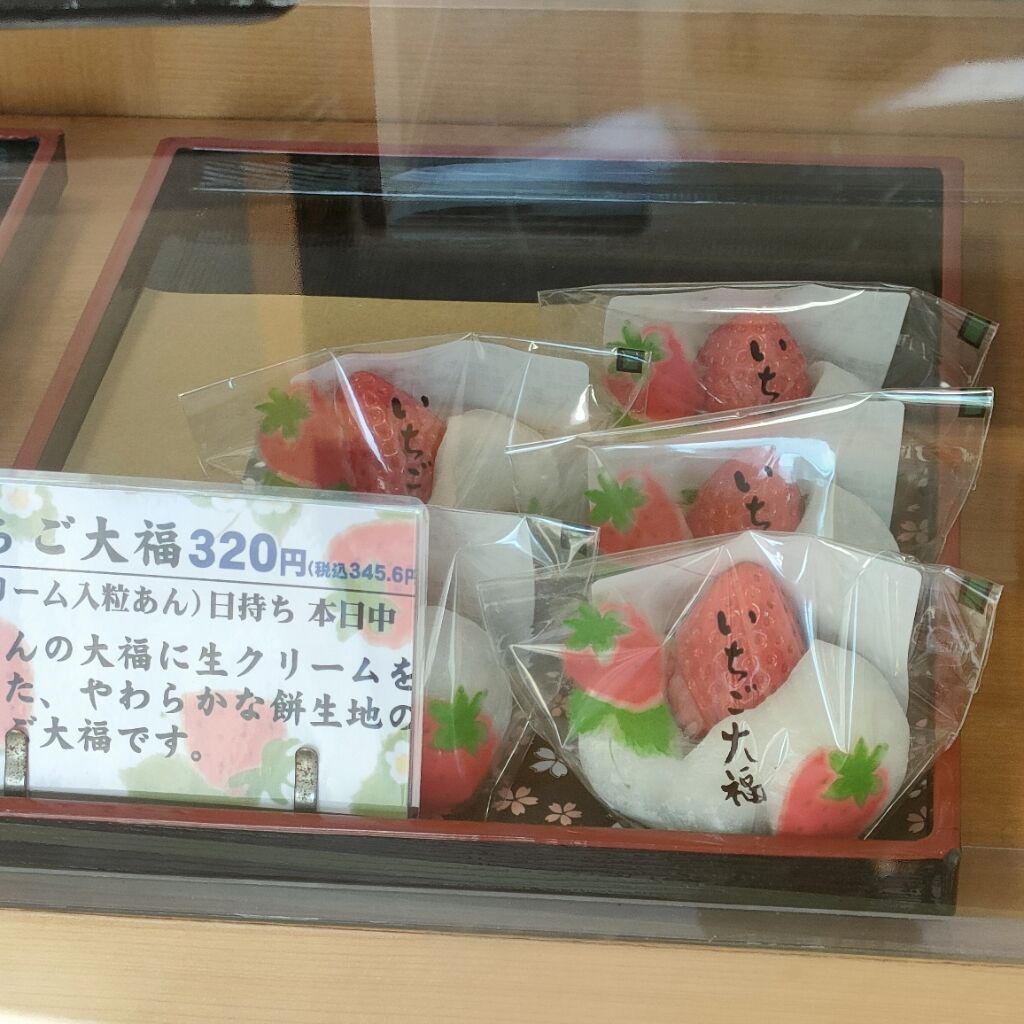 ちご大福320円(税込345.6円
リーム入粒あん)日持ち 本日中
んの大福に生クリームを
た、やわらかな餅生地の
ご大福です。
いち
いちご
いち
いちご大福